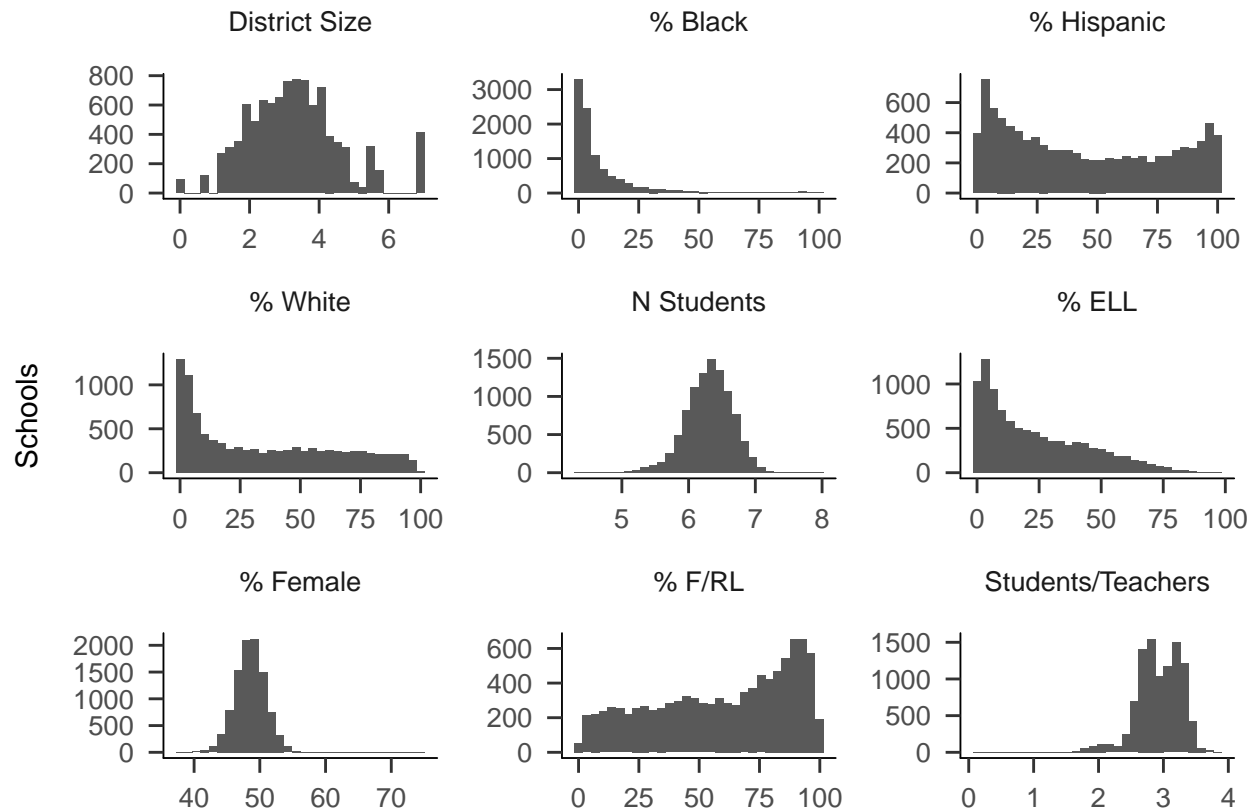 District Size
% Black
% Hispanic
800
600
400
200
0
0 2 4 6
3000
2000
1000
0
0 25 50 75 100
600
400
200
0
0 25 50 75 100
Schools
% White
N Students
% ELL
1000
500
0
0 25 50 75 100
1500
1000
500
0
5 6 7 8
1000
500
0
0 25 50 75 100
% Female
% F/RL
Students/Teachers
2000
1500
1000
500
0
40 50 60 70
600
400
200
0
0 25 50 75 100
1500
1000
500
0
0 1 2 3 4